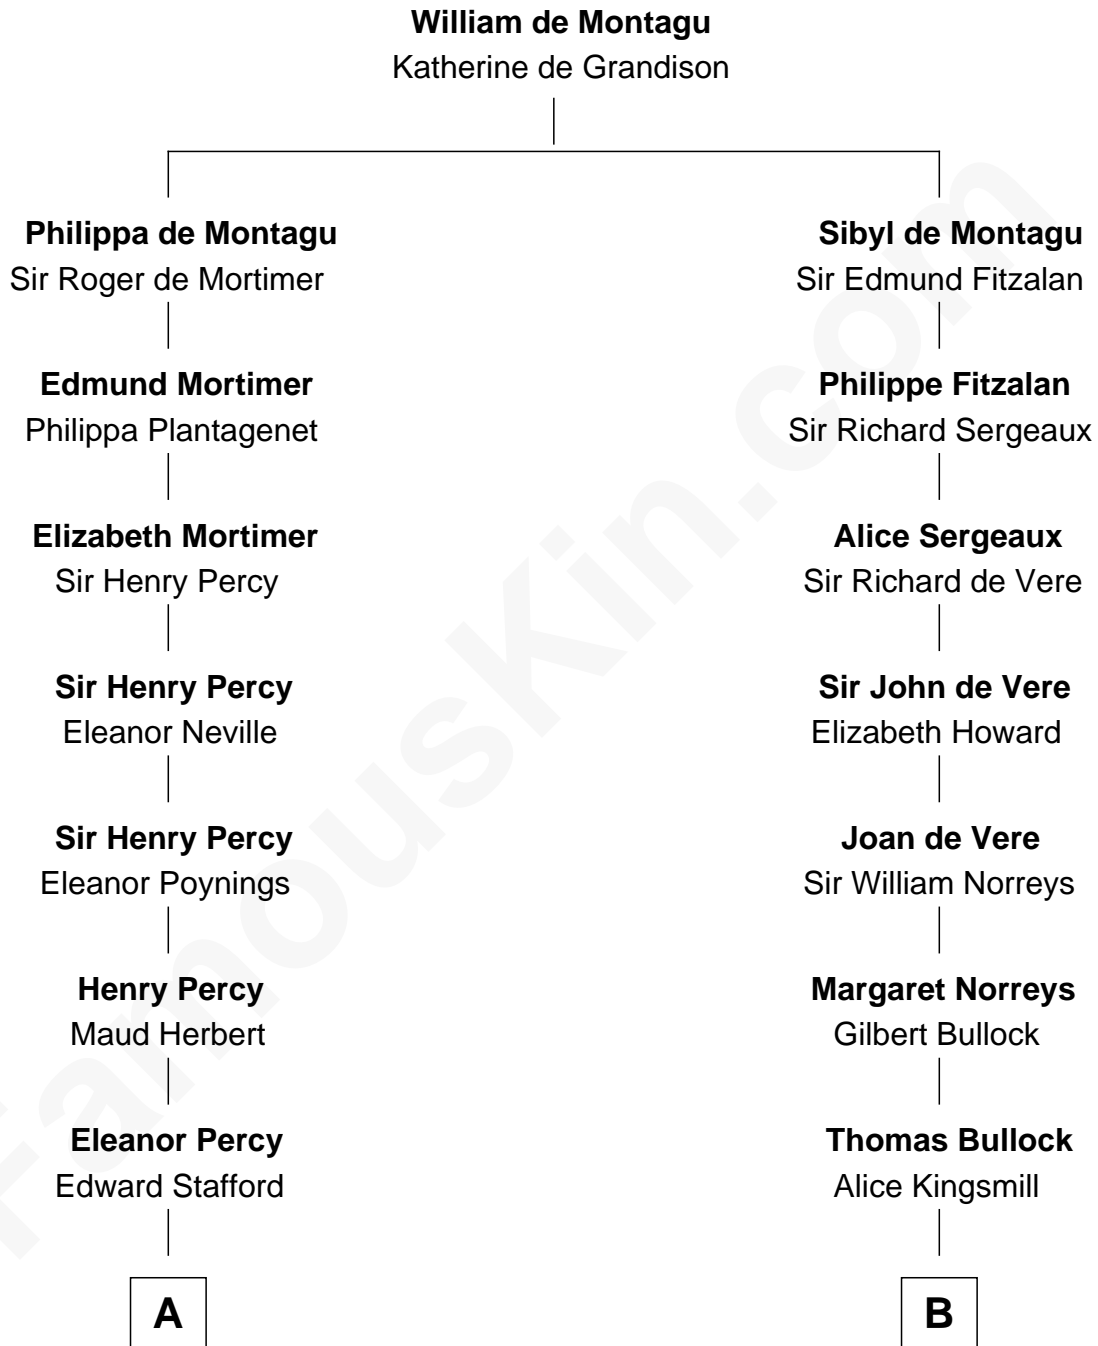 William de Montagu
Katherine de Grandison
Philippa de Montagu
Sir Roger de Mortimer
Sibyl de Montagu
Sir Edmund Fitzalan
Edmund Mortimer
Philippa Plantagenet
Philippe Fitzalan
Sir Richard Sergeaux
Elizabeth Mortimer
Sir Henry Percy
Alice Sergeaux
Sir Richard de Vere
Sir Henry Percy
Eleanor Neville
Sir John de Vere
Elizabeth Howard
Sir Henry Percy
Eleanor Poynings
Joan de Vere
Sir William Norreys
Henry Percy
Maud Herbert
Margaret Norreys
Gilbert Bullock
Eleanor Percy
Edward Stafford
Thomas Bullock
Alice Kingsmill
A
B
FamousKin.com